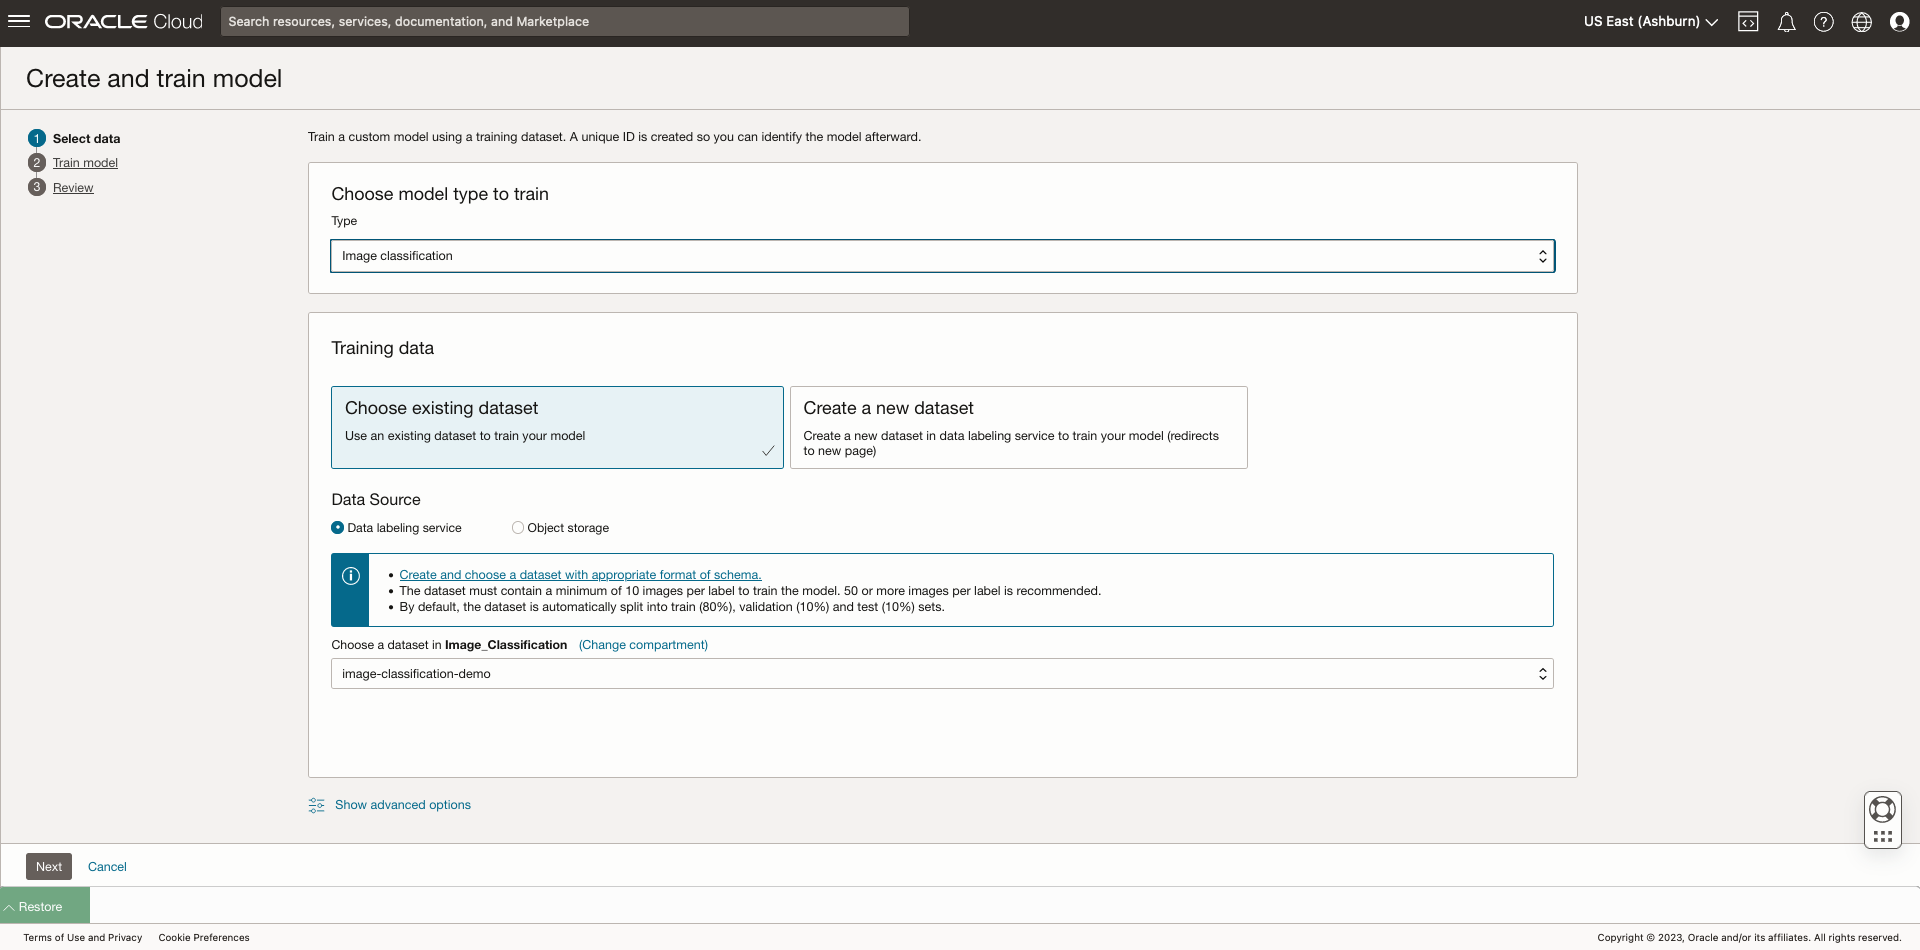 ORACLE Cloud
Search resources, services, documentation, and Marketplace
US East (Ashburn)
Create and train model
1 Select data
2 Train model
3 Review
Train a custom model using a training dataset. A unique ID is created so you can identify the model afterward.
Choose model type to train
Type
Image classification
Training data
Choose existing dataset
Use an existing dataset to train your model
Create a new dataset
Create a new dataset in data labeling service to train your model (redirects
to new page)
Data Source
Data labeling service
Object storage
• Create and choose a dataset with appropriate format of schema.
• The dataset must contain a minimum of 10 images per label to train the model. 50 or more images per label is recommended.
• By default, the dataset is automatically split into train (80%), validation (10%) and test (10%) sets.
Choose a dataset in Image_Classification (Change compartment)
image-classification-demo
Show advanced options
Next
Cancel
Restore
Terms of Use and Privacy
Cookie Preferences
Copyright © 2023, Oracle and/or its affiliates. All rights reserved.